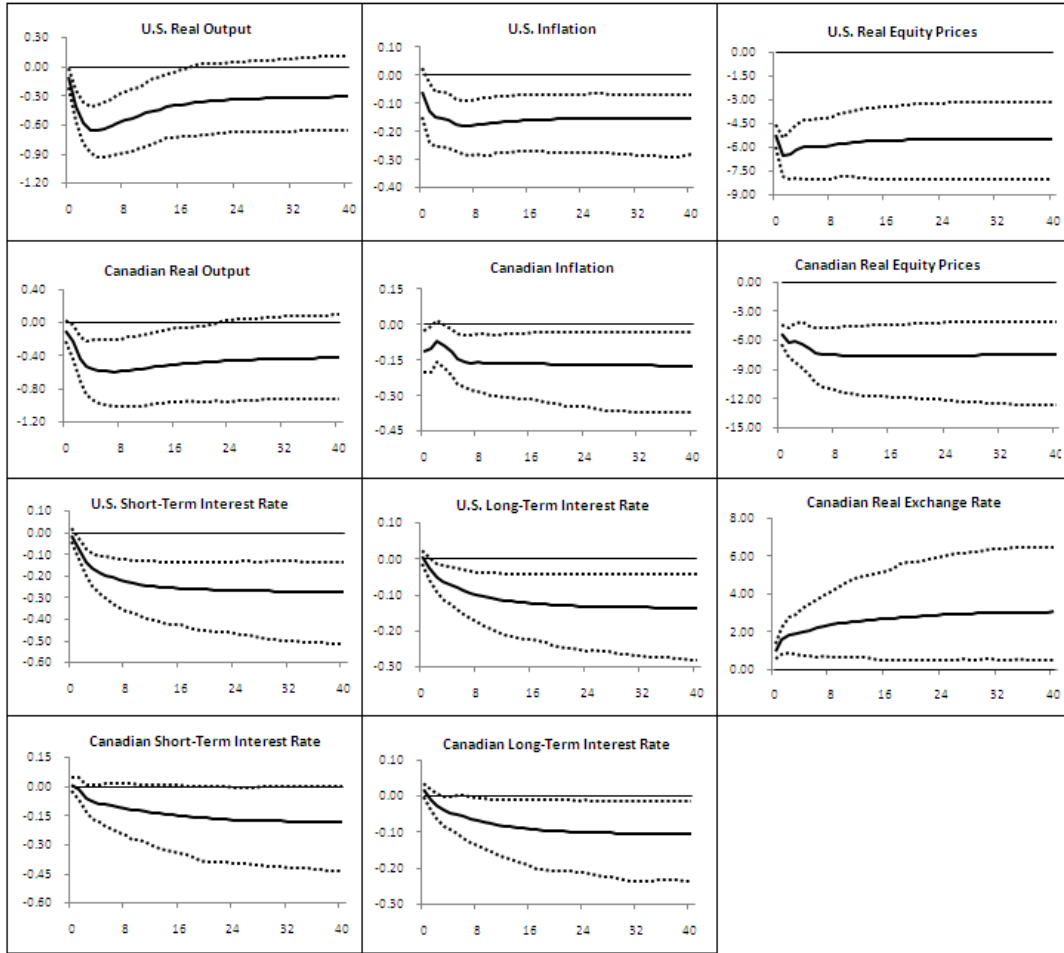 U.S. Real Output
0.30
0.00
-0.30
-0.60
-0.90
-1.20
0 8 16 24 32 40
U.S. Inflation
0.10
0.00
-0.10
-0.20
-0.30
-0.40
0 8 16 24 32 40
U.S. Real Equity Prices
0.00
-1.50
-3.00
-4.50
-6.00
-7.50
-9.00
0 8 16 24 32 40
Canadian Real Output
0.40
0.00
-0.40
-0.80
-1.20
0 8 16 24 32 40
Canadian Inflation
0.15
0.00
-0.15
-0.30
-0.45
0 8 16 24 32 40
Canadian Real Equity Prices
0.00
-3.00
-6.00
-9.00
-12.00
-15.00
0 8 16 24 32 40
U.S. Short-Term Interest Rate
0.10
0.00
-0.10
-0.20
-0.30
-0.40
-0.50
-0.60
0 8 16 24 32 40
U.S. Long-Term Interest Rate
0.10
0.00
-0.10
-0.20
-0.30
0 8 16 24 32 40
Canadian Real Exchange Rate
8.00
6.00
4.00
2.00
0.00
0 8 16 24 32 40
Canadian Short-Term Interest Rate
0.15
0.00
-0.15
-0.30
-0.45
-0.60
0 8 16 24 32 40
Canadian Long-Term Interest Rate
0.10
0.00
-0.10
-0.20
-0.30
0 8 16 24 32 40